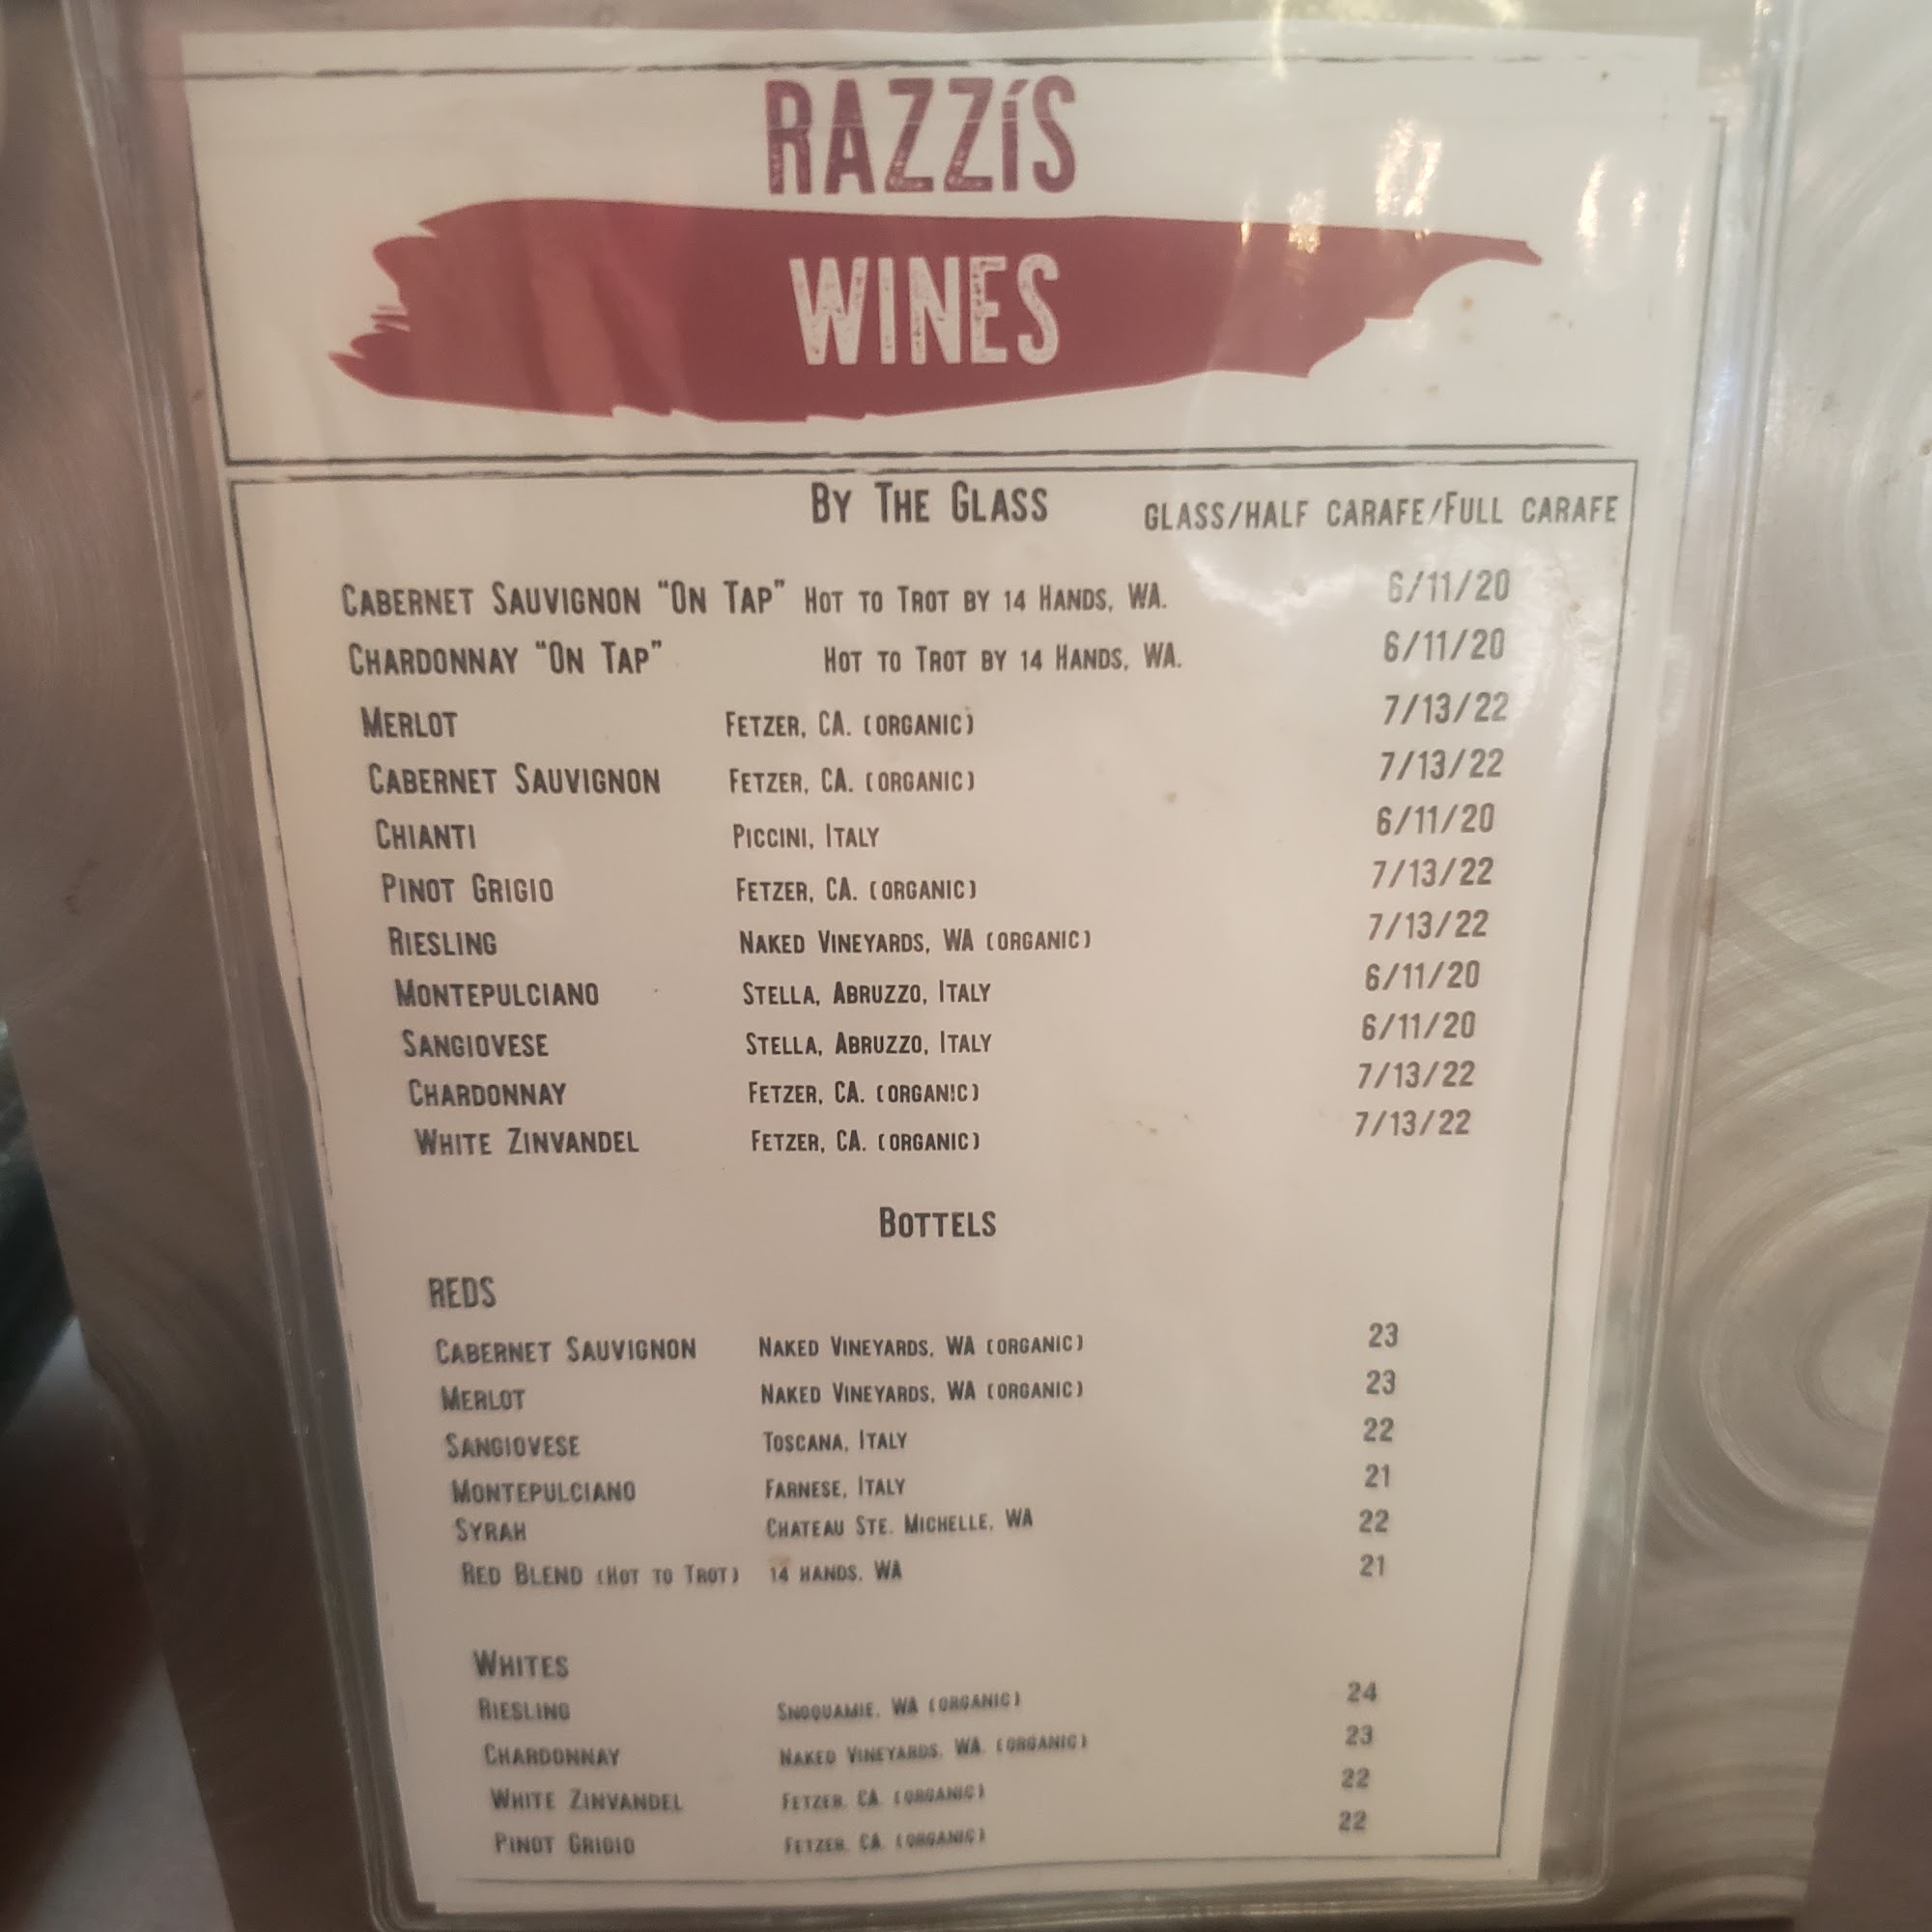 RAZZíS
WINES
BY THE GLASS GLASS/HALF CARAFE/FULL CARAFE
CABERNET SAUVIGNON "ON TAP" HOT TO TROT BY 14 HANDS, WA. 6/11/20
CHARDONNAY "ON TAP" HOT TO TROT BY 14 HANDS, WA. 6/11/20
MERLOT FETZER, CA. (ORGANIC) 7/13/22
CABERNET SAUVIGNON FETZER, CA. (ORGANIC) 7/13/22
CHIANTI PICCINI, ITALY 6/11/20
PINOT GRIGIO FETZER, CA. (ORGANIC) 7/13/22
RIESLING NAKED VINEYARDS, WA (ORGANIC) 7/13/22
MONTEPULCIANO STELLA, ABRUZZO, ITALY 6/11/20
SANGIOVESE STELLA, ABRUZZO, ITALY 6/11/20
CHARDONNAY FETZER, CA. (ORGANIC) 7/13/22
WHITE ZINVANDEL FETZER, CA. (ORGANIC) 7/13/22
BOTTELS
REDS
CABERNET SAUVIGNON NAKED VINEYARDS, WA (ORGANIC) 23
MERLOT NAKED VINEYARDS, WA (ORGANIC) 23
SANGIOVESE TOSCANA, ITALY 22
MONTEPULCIANO FARNESE, ITALY 21
SYRAH CHATEAU STE. MICHELLE, WA 22
RED BLEND (HOT TO TROT) 14 HANDS, WA 21
WHITES
RIESLING SNOQUAMIE, WA (ORGANIC) 24
CHARDONNAY NAKED VINEYARDS, WA. (ORGANIC) 23
WHITE ZINVANDEL FETZER, CA. (ORGANIC) 22
PINOT GRIGIO FETZER, CA. (ORGANIC) 22